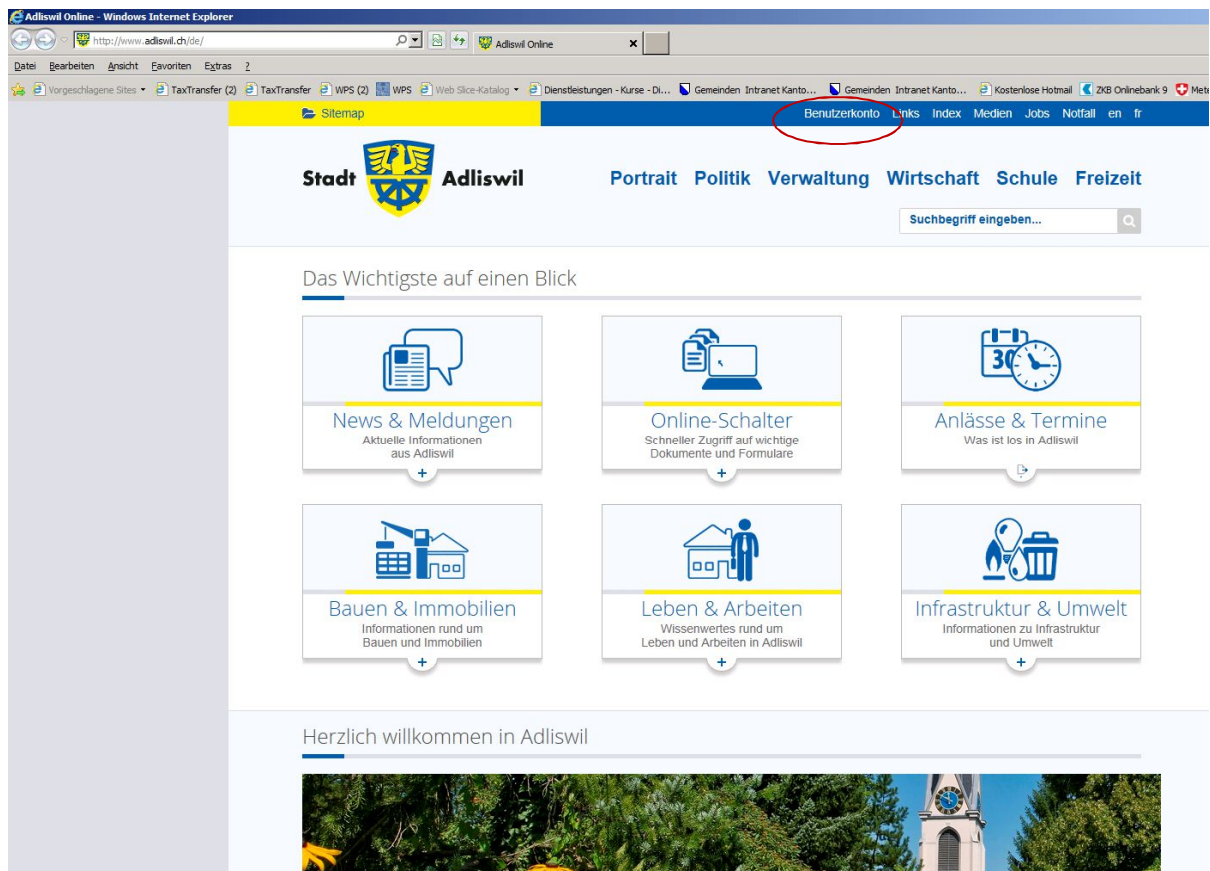 Adliswil Online - Windows Internet Explorer
http://www.adliswil.ch/de/
Adliswil Online
Datei Bearbeiten Ansicht Favoriten Extras ?
Vorgeschlagene Sites TaxTransfer (2) TaxTransfer WPS (2) WPS Web Slice-Katalog Dienstleistungen - Kurse - Di... Gemeinden Intranet Kanto... Gemeinden Intranet Kanto... Kostenlose Hotmail ZKB Onlinebank 9 Mete
Sitemap
Benutzerkonto Links Index Medien Jobs Notfall en fr
Stadt Adliswil
Portrait Politik Verwaltung Wirtschaft Schule Freizeit
Suchbegriff eingeben...
Das Wichtigste auf einen Blick
30
News & Meldungen
Aktuelle Informationen
aus Adliswil
Online-Schalter
Schneller Zugriff auf wichtige
Dokumente und Formulare
Anlässe & Termine
Was ist los in Adliswil
Bauen & Immobilien
Informationen rund um
Bauen und Immobilien
Leben & Arbeiten
Wissenwertes rund um
Leben und Arbeiten in Adliswil
Infrastruktur & Umwelt
Informationen zu Infrastruktur
und Umwelt
Herzlich willkommen in Adliswil